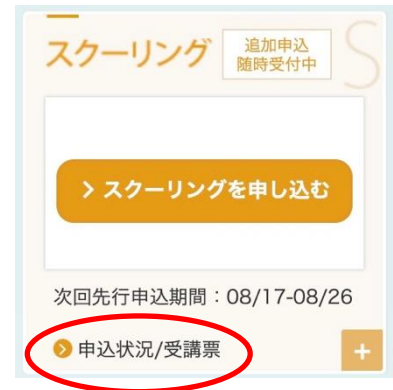 スクーリング
追加申込
随時受付中
S
> スクーリングを申し込む
次回先行申込期間：08/17-08/26
申込状況/受講票
+